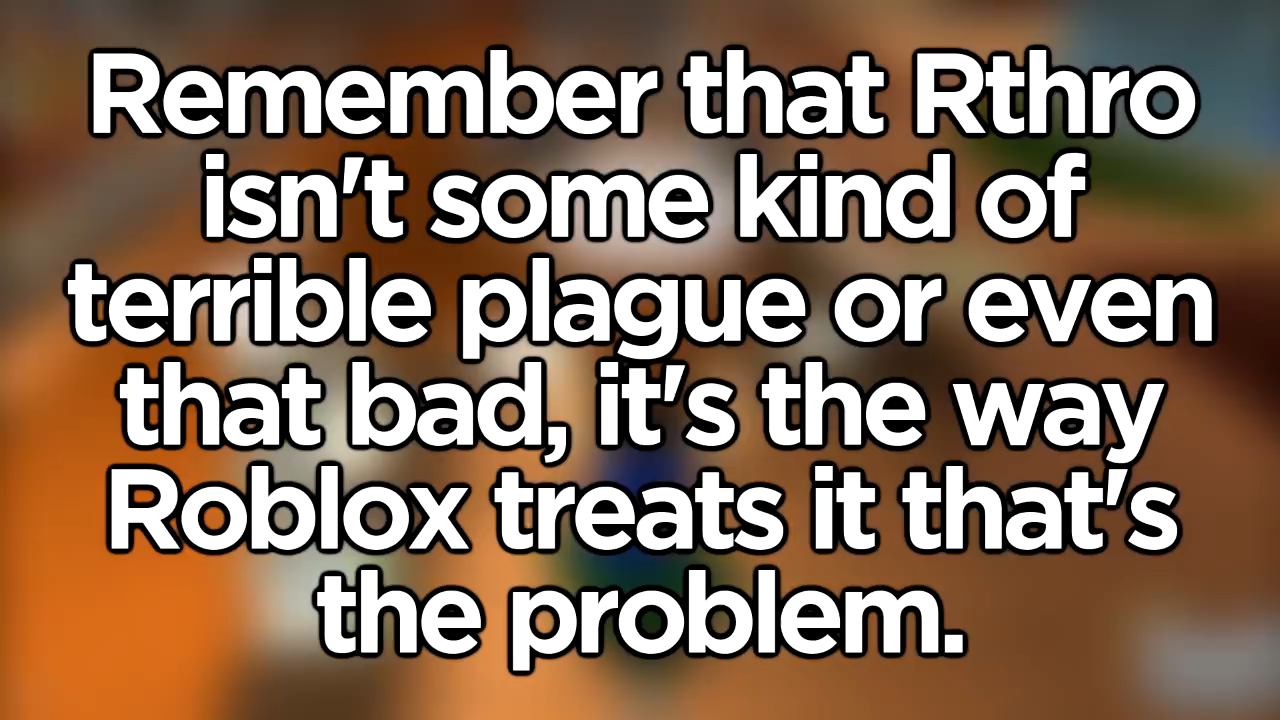 Remember that Rthro
isn't some kind of
terrible plague or even
that bad, it's the way
Roblox treats it that's
the problem.